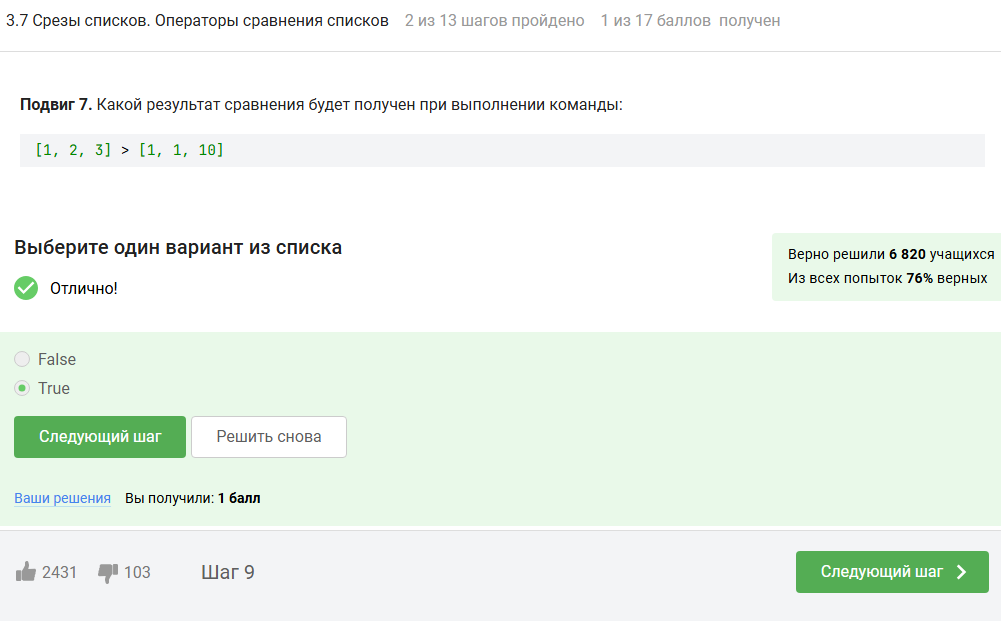 3.7 Срезы списков. Операторы сравнения списков 2 из 13 шагов пройдено 1 из 17 баллов получен
Подвиг 7. Какой результат сравнения будет получен при выполнении команды:
[1, 2, 3] > [1, 1, 10]
Выберите один вариант из списка
Верно решили 6 820 учащихся
Из всех попыток 76% верных
Отлично!
False
True
Следующий шаг Решить снова
Ваши решения Вы получили: 1 балл
2431 103 Шаг 9 Следующий шаг